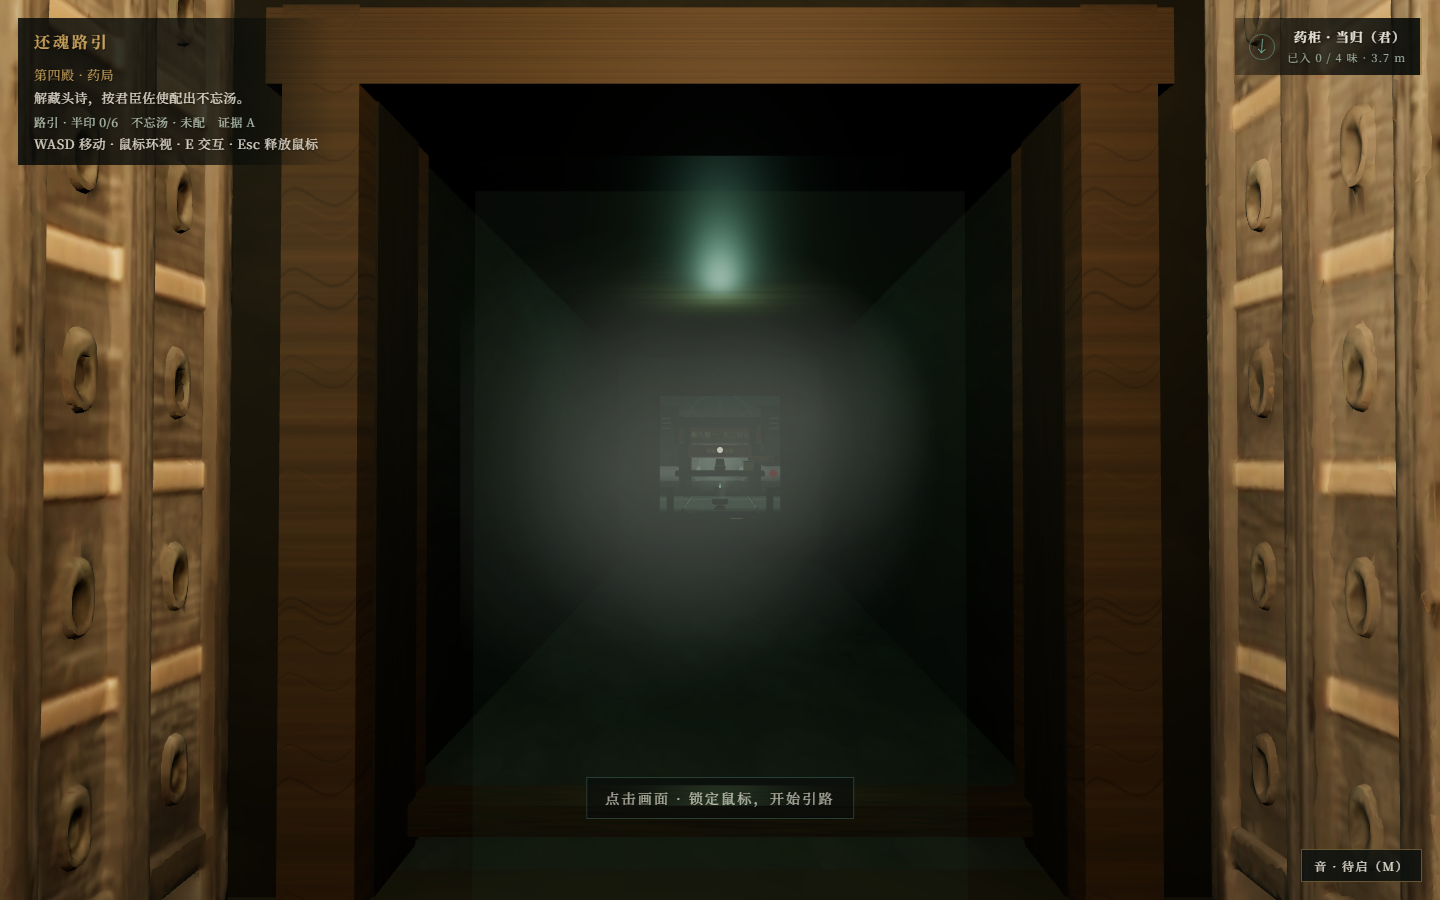 还魂路引
第四殿 · 药局
解藏头诗，按君臣佐使配出不忘汤。
路引 · 半印 0/6 不忘汤 · 未配 证据 A
WASD 移动 · 鼠标环视 · E 交互 · Esc 释放鼠标
药柜 · 当归（君）
已入 0 / 4 味 · 3.7 m
点击画面 · 锁定鼠标，开始引路
音 · 待启（M）